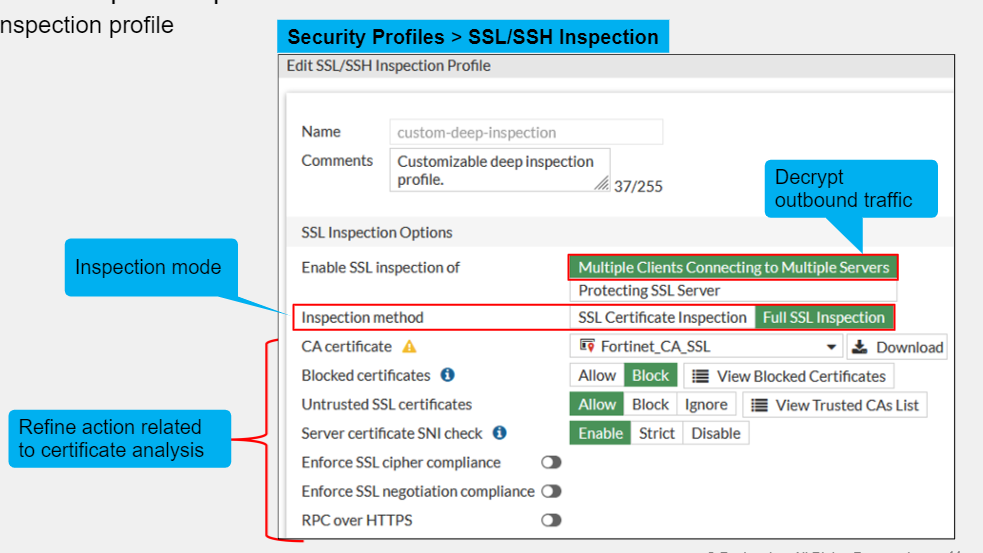 nspection profile
Security Profiles > SSL/SSH Inspection
Edit SSL/SSH Inspection Profile
Name custom-deep-inspection
Comments Customizable deep inspection
profile.
37/255
Decrypt
outbound traffic
SSL Inspection Options
Inspection mode
Enable SSL inspection of Multiple Clients Connecting to Multiple Servers
Protecting SSL Server
Inspection method SSL Certificate Inspection Full SSL Inspection
CA certificate Fortinet_CA_SSL Download
Blocked certificates Allow Block View Blocked Certificates
Untrusted SSL certificates Allow Block Ignore View Trusted CAs List
Refine action related
to certificate analysis
Server certificate SNI check Enable Strict Disable
Enforce SSL cipher compliance
Enforce SSL negotiation compliance
RPC over HTTPS